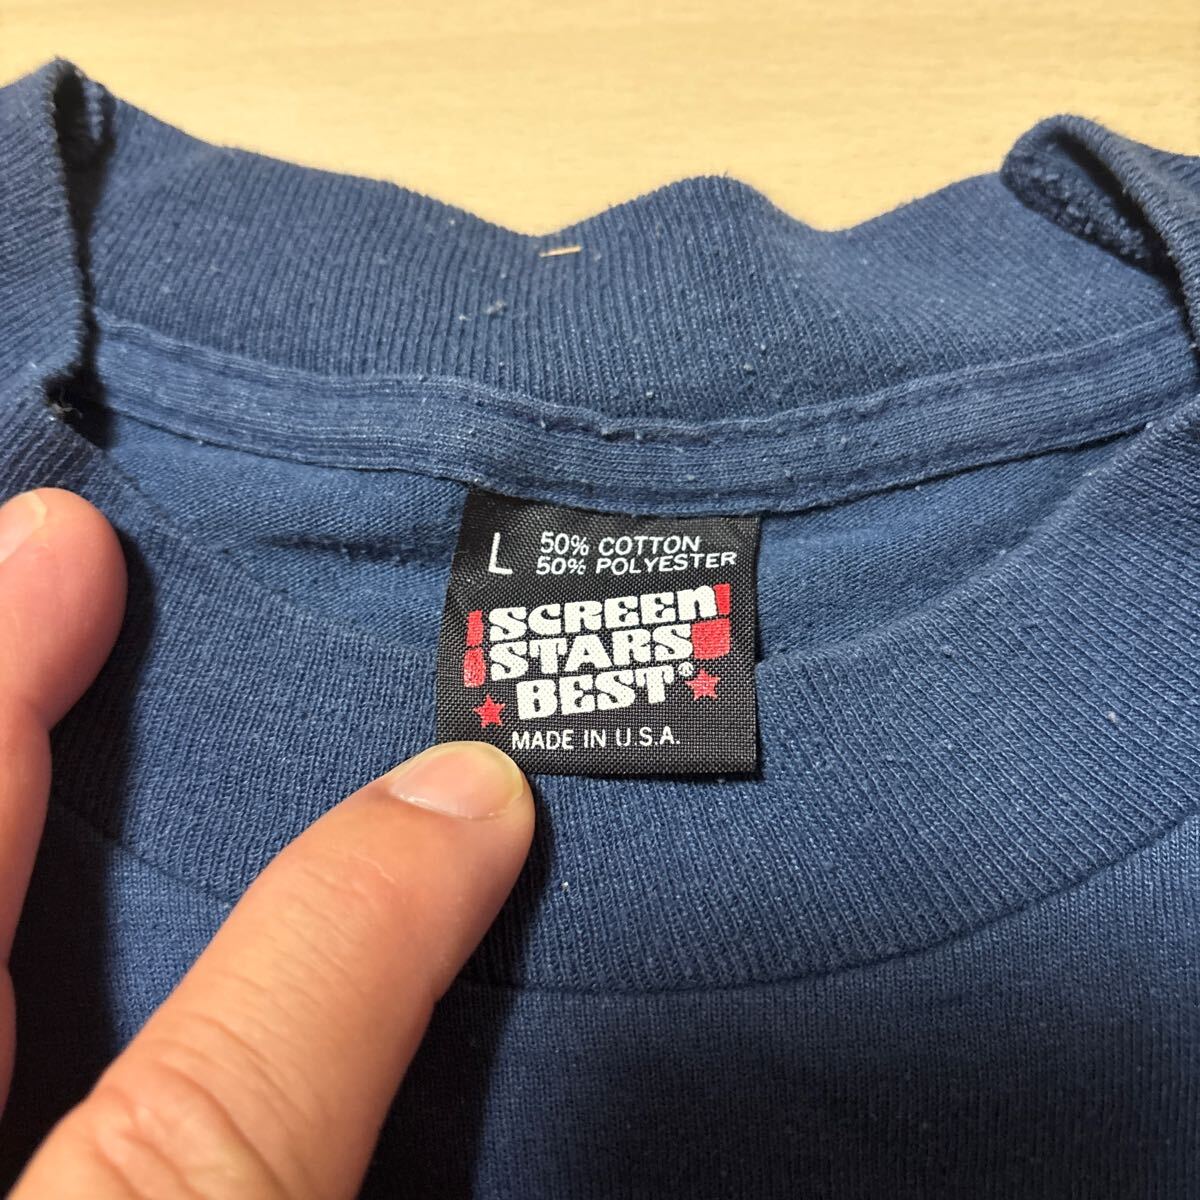 L
50% COTTON
50% POLYESTER
SCREEN
STARS
BEST®
MADE IN U.S.A.